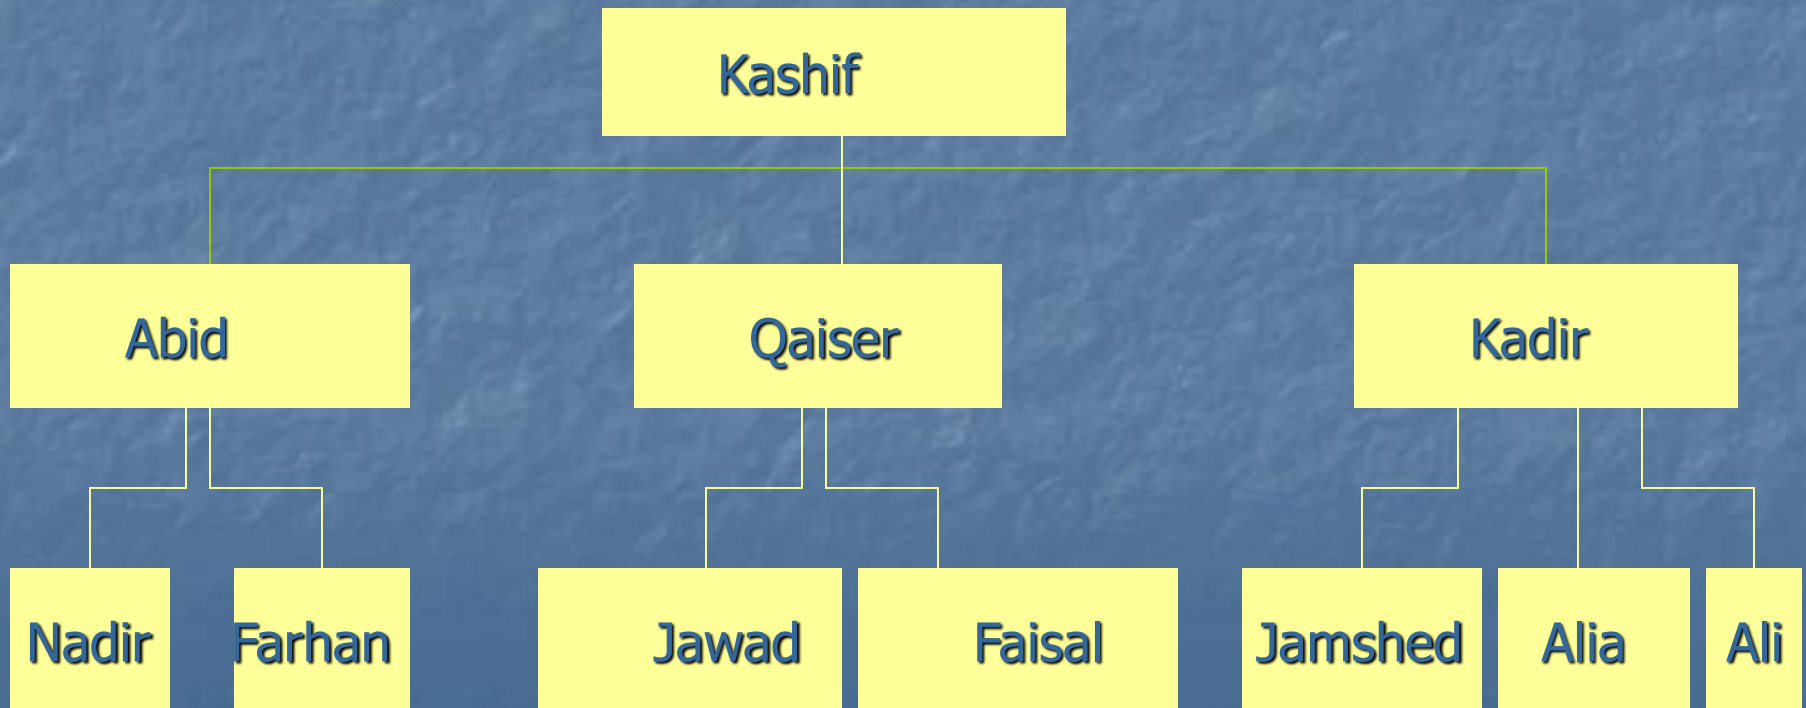 Kashif
Abid
Qaiser
Kadir
Nadir
Farhan
Jawad
Faisal
Jamshed
Alia
Ali